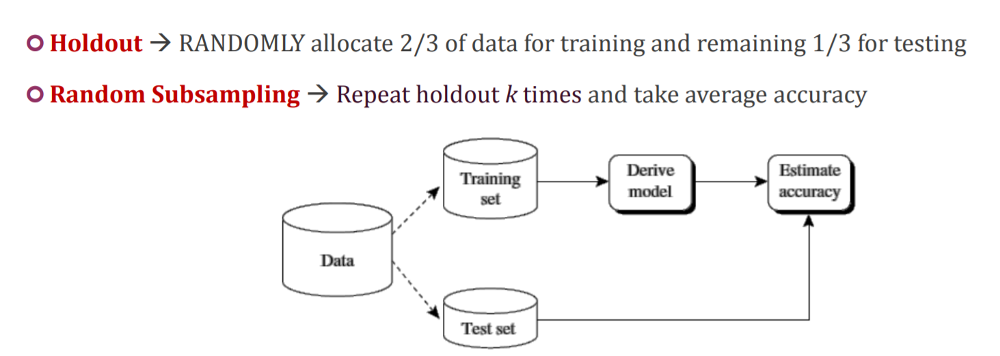 Holdout → RANDOMLY allocate 2/3 of data for training and remaining 1/3 for testing
Random Subsampling → Repeat holdout k times and take average accuracy
Training
set
Derive
model
Estimate
accuracy
Data
Test set